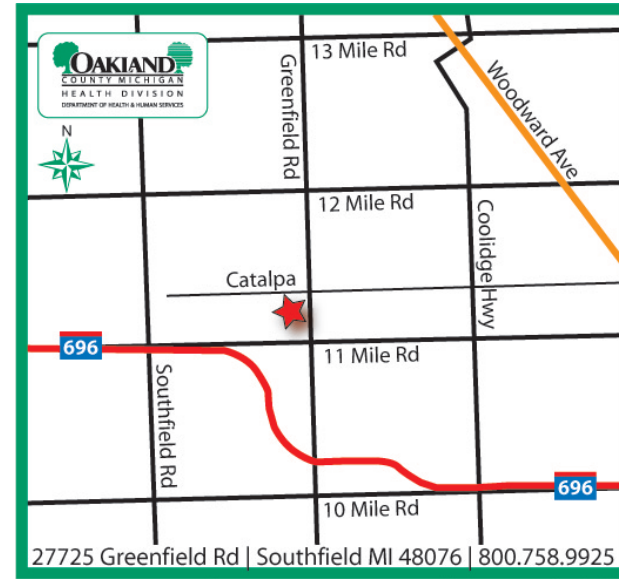 OAKLAND
COUNTY MICHIGAN
HEALTH DIVISION
DEPARTMENT OF HEALTH & HUMAN SERVICES
N
13 Mile Rd
Greenfield Rd
Woodward Ave
12 Mile Rd
Coolidge Hwy
Catalpa
696
11 Mile Rd
Southfield Rd
696
10 Mile Rd
27725 Greenfield Rd | Southfield MI 48076 | 800.758.9925